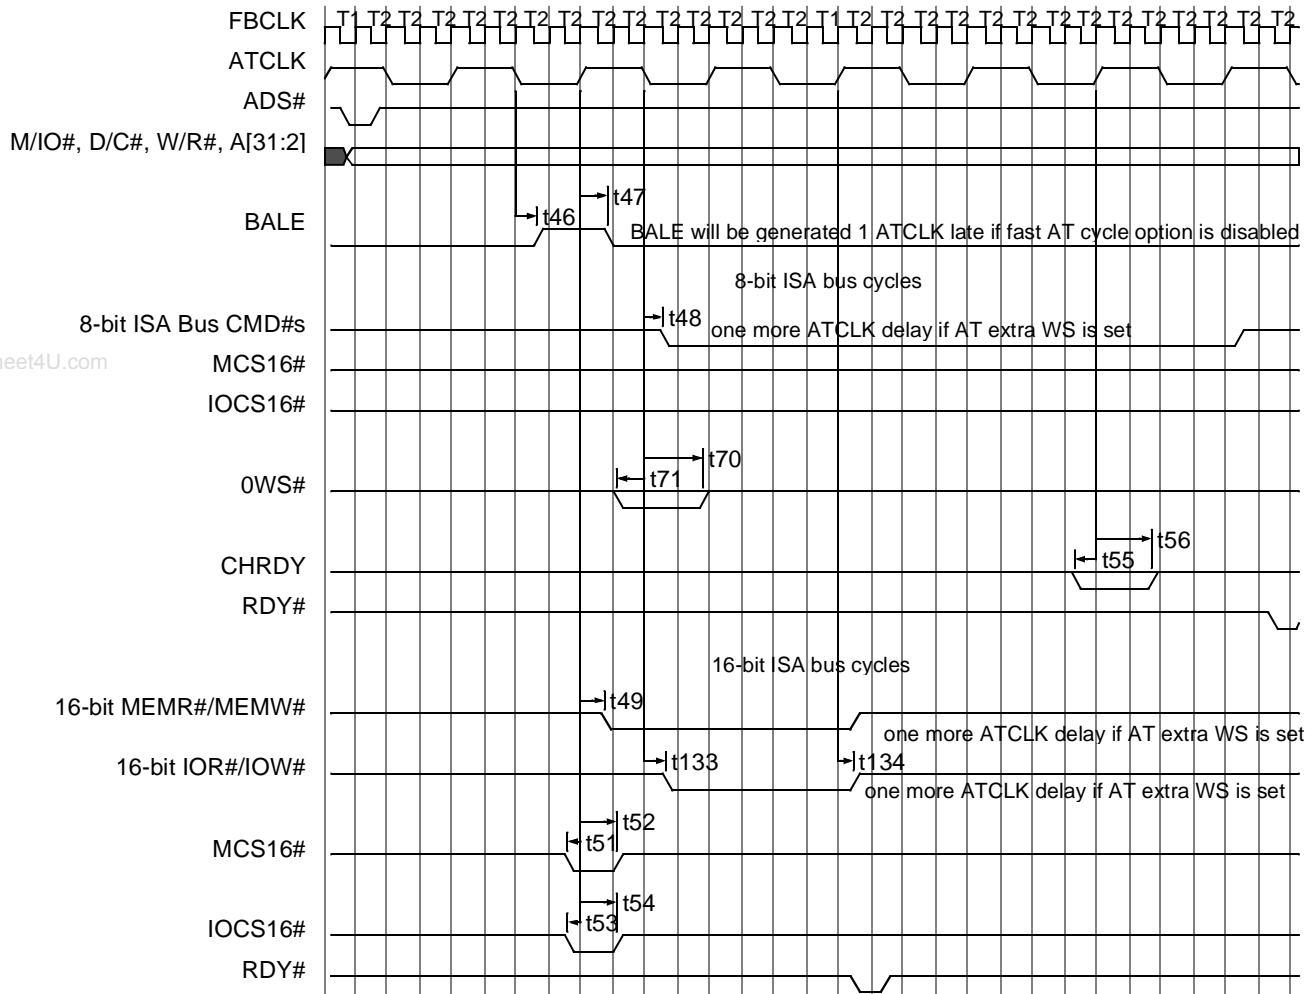 FBCLK T1 T2 T2 T2 T2 T2 T2 T2 T2 T2 T2 T2 T2 T2 T2 T1 T2 T2 T2 T2 T2 T2 T2 T2 T2 T2 T2 T2 T2 T2
ATCLK
ADS#
M/IO#, D/C#, W/R#, A[31:2]
t47
BALE t46
BALE will be generated 1 ATCLK late if fast AT cycle option is disabled
8-bit ISA bus cycles
8-bit ISA Bus CMD#s t48 one more ATCLK delay if AT extra WS is set
neet4U.com
MCS16#
IOCS16#
t70
0WS# t71
t56
CHRDY t55
RDY#
16-bit ISA bus cycles
16-bit MEMR#/MEMW# t49
one more ATCLK delay if AT extra WS is set
16-bit IOR#/IOW# t133 t134
one more ATCLK delay if AT extra WS is set
t52
MCS16# t51
t54
IOCS16# t53
RDY#